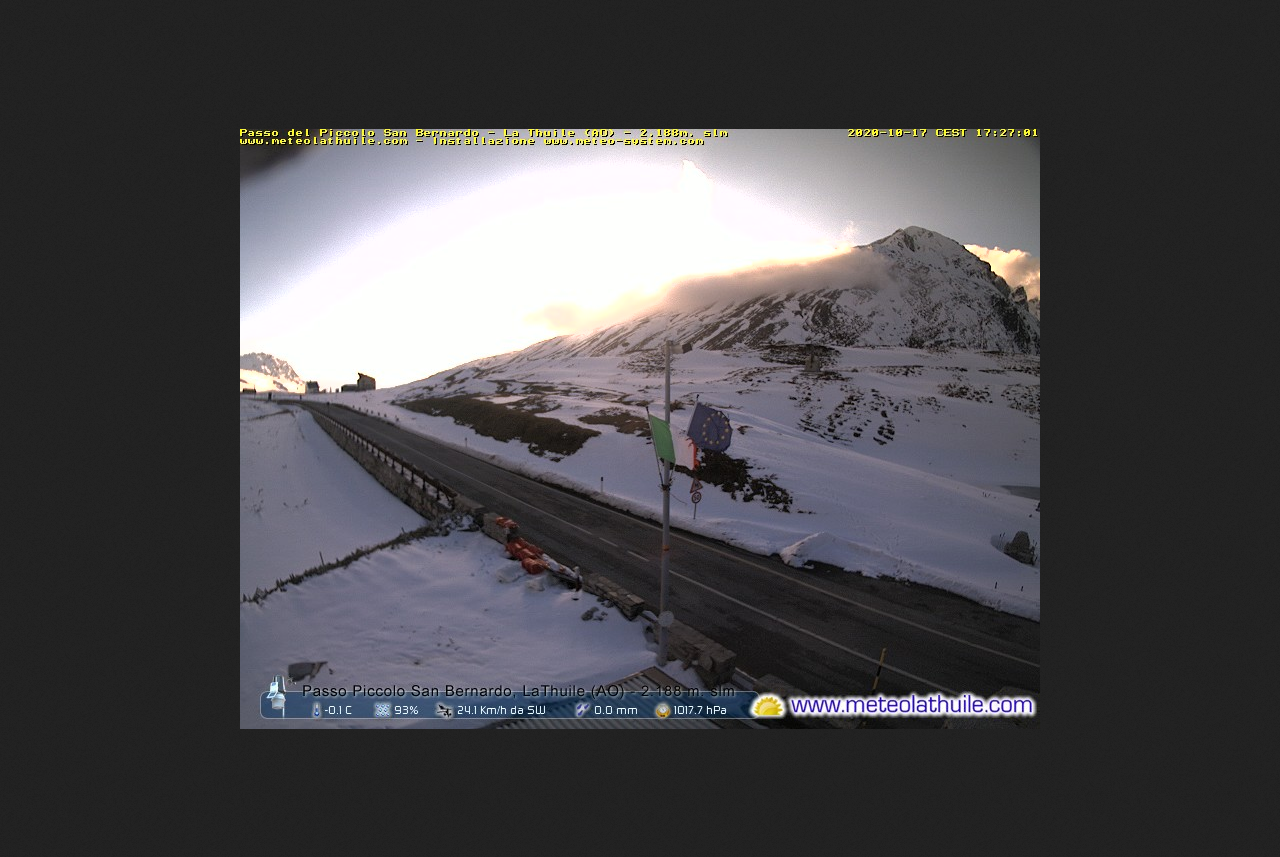 Passo del Piccolo San Bernardo - La Thuile (AO) - 2.188m. slm
2020-10-17 CEST 17:27:01
www.meteolathuile.com - Installazione www.meteo-system.com
Passo Piccolo San Bernardo, LaThuile (AO) - 2.188 m. slm
-0.1 C 93% 24.1 Km/h da SW 0.0 mm 1017.7 hPa
www.meteolathuile.com